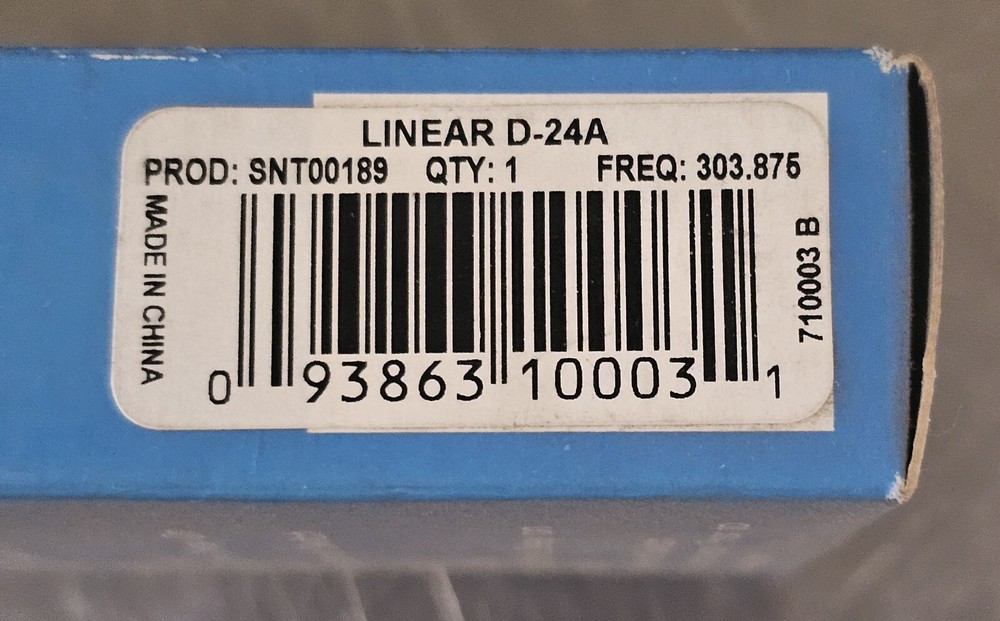 LINEAR D-24A
PROD: SNT00189 QTY: 1 FREQ: 303.875
MADE IN CHINA
710003 B
0 93863 10003 1